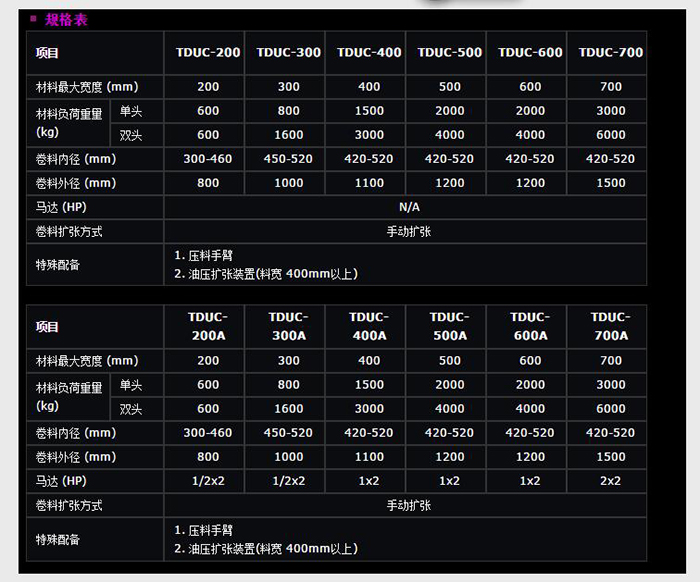 规格表
项目 TDUC-200 TDUC-300 TDUC-400 TDUC-500 TDUC-600 TDUC-700
材料最大宽度 (mm) 200 300 400 500 600 700
材料负荷重量 (kg) 单头 600 800 1500 2000 2000 3000
双头 600 1600 3000 4000 4000 6000
卷料内径 (mm) 300-460 450-520 420-520 420-520 420-520 420-520
卷料外径 (mm) 800 1000 1100 1200 1200 1500
马达 (HP) N/A
卷料扩张方式 手动扩张
特殊配备 1. 压料手臂
2. 油压扩张装置(料宽 400mm以上)
项目 TDUC-200A TDUC-300A TDUC-400A TDUC-500A TDUC-600A TDUC-700A
材料最大宽度 (mm) 200 300 400 500 600 700
材料负荷重量 (kg) 单头 600 800 1500 2000 2000 3000
双头 600 1600 3000 4000 4000 6000
卷料内径 (mm) 300-460 450-520 420-520 420-520 420-520 420-520
卷料外径 (mm) 800 1000 1100 1200 1200 1500
马达 (HP) 1/2x2 1/2x2 1x2 1x2 1x2 2x2
卷料扩张方式 手动扩张
特殊配备 1. 压料手臂
2. 油压扩张装置(料宽 400mm以上)